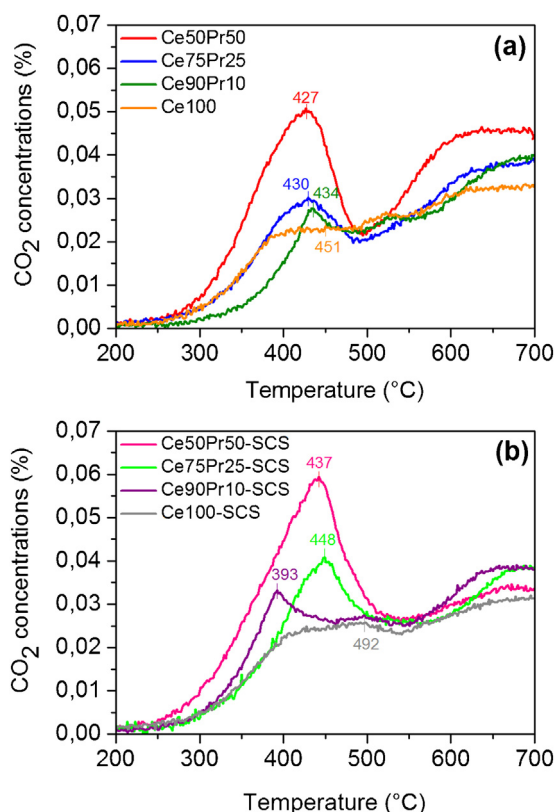 (a)
Ce50Pr50
Ce75Pr25
Ce90Pr10
Ce100
427
430
434
451
0,07
0,06
0,05
0,04
0,03
0,02
0,01
0,00
CO2 concentrations (%)
200 300 400 500 600 700
Temperature (°C)
(b)
Ce50Pr50-SCS
Ce75Pr25-SCS
Ce90Pr10-SCS
Ce100-SCS
437
448
393
492
0,07
0,06
0,05
0,04
0,03
0,02
0,01
0,00
CO2 concentrations (%)
200 300 400 500 600 700
Temperature (°C)